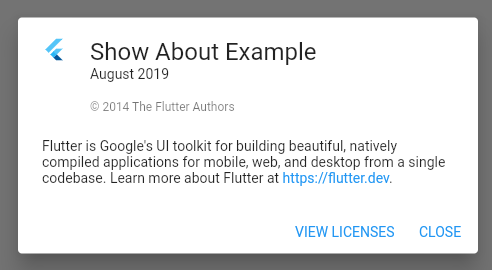 Show About Example
August 2019
© 2014 The Flutter Authors
Flutter is Google's UI toolkit for building beautiful, natively
compiled applications for mobile, web, and desktop from a single
codebase. Learn more about Flutter at https://flutter.dev.
VIEW LICENSES CLOSE